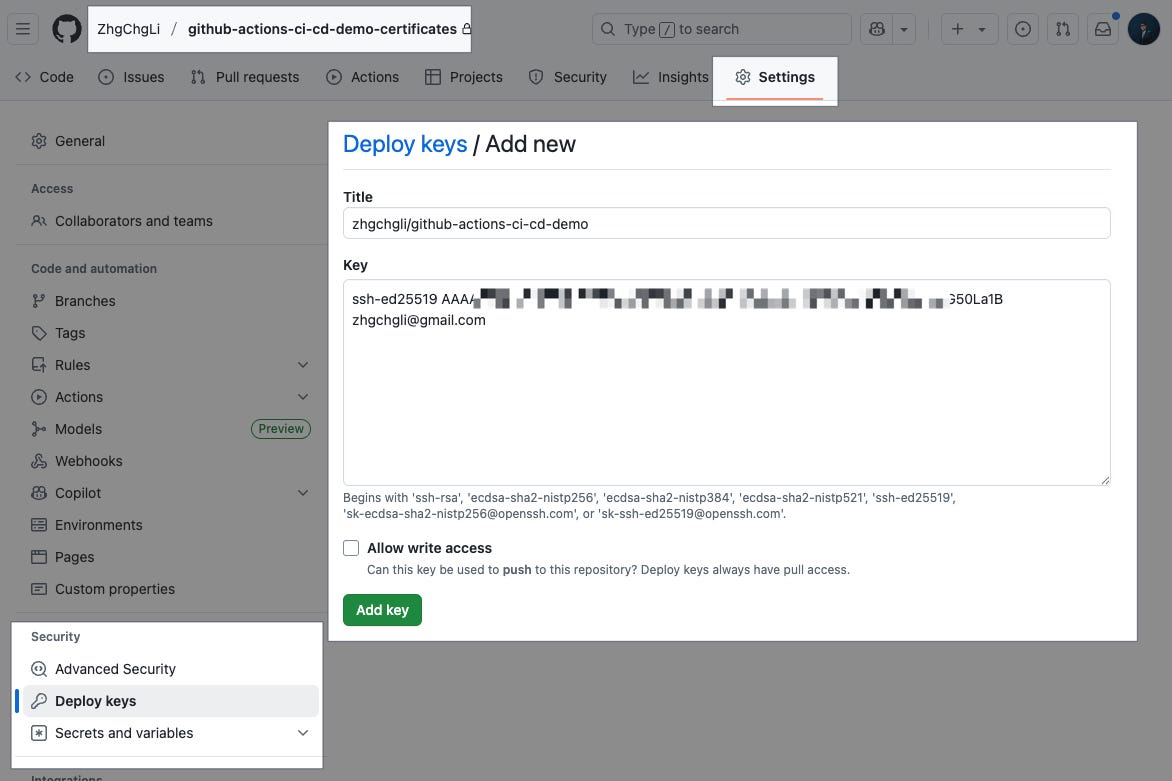 ZhgChgLi / github-actions-ci-cd-demo-certificates
Type / to search
Code Issues Pull requests Actions Projects Security Insights Settings
General
Access
Collaborators and teams
Code and automation
Branches
Tags
Rules
Actions
Models Preview
Webhooks
Copilot
Environments
Pages
Custom properties
Security
Advanced Security
Deploy keys
Secrets and variables
Integrations
Deploy keys / Add new
Title
zhgchgli/github-actions-ci-cd-demo
Key
ssh-ed25519 AAAA G50La1B
zhgchgli@gmail.com
Begins with 'ssh-rsa', 'ecdsa-sha2-nistp256', 'ecdsa-sha2-nistp384', 'ecdsa-sha2-nistp521', 'ssh-ed25519',
'sk-ecdsa-sha2-nistp256@openssh.com', or 'sk-ssh-ed25519@openssh.com'.
Allow write access
Can this key be used to push to this repository? Deploy keys always have pull access.
Add key